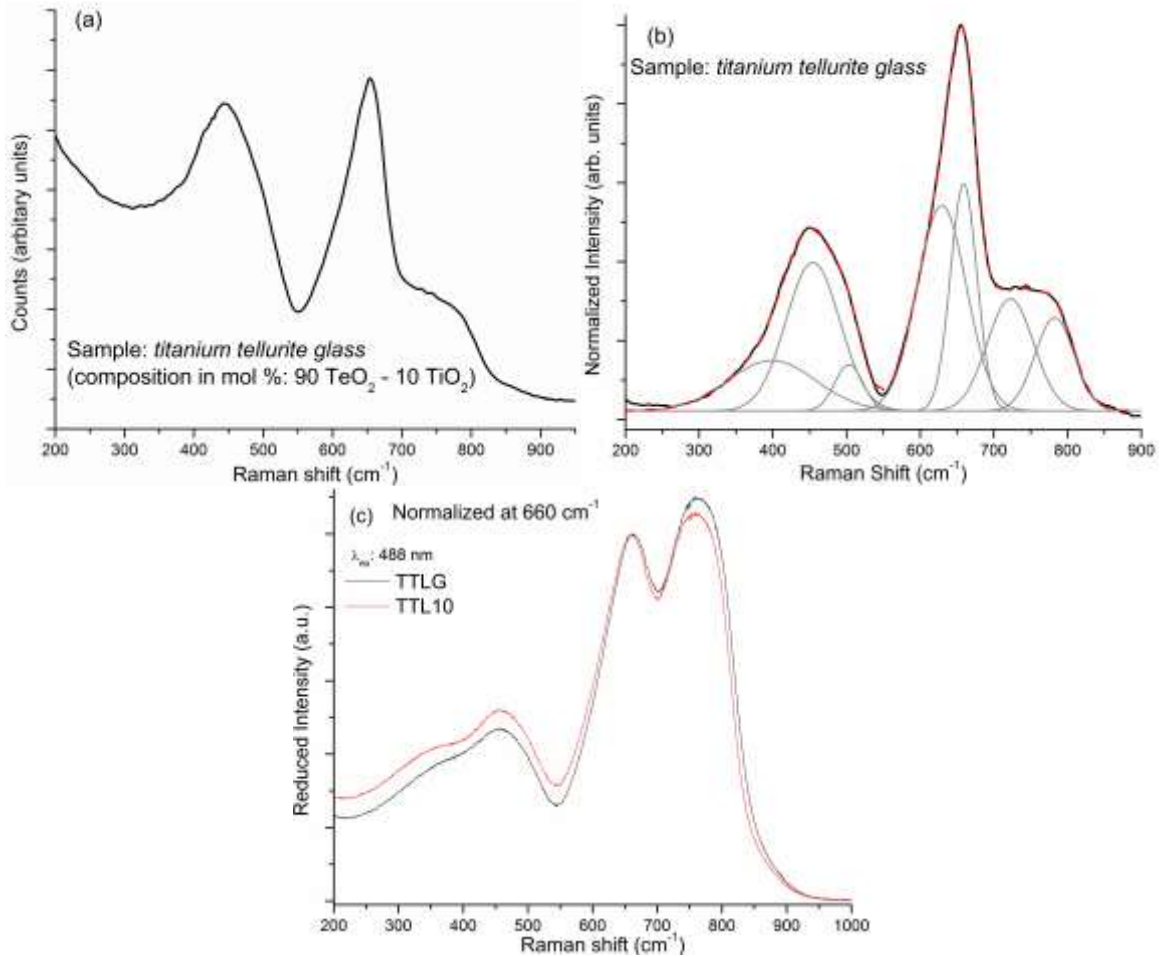 (a)
Counts (arbitary units)
Sample: titanium tellurite glass
(composition in mol %: 90 TeO₂ - 10 TiO₂)
200 300 400 500 600 700 800 900
Raman shift (cm⁻¹)
(b)
Sample: titanium tellurite glass
Normalized Intensity (arb. units)
200 300 400 500 600 700 800 900
Raman Shift (cm⁻¹)
(c) Normalized at 660 cm⁻¹
488 nm
TTLG
TTL10
Reduced Intensity (a.u.)
200 300 400 500 600 700 800 900 1000
Raman shift (cm⁻¹)